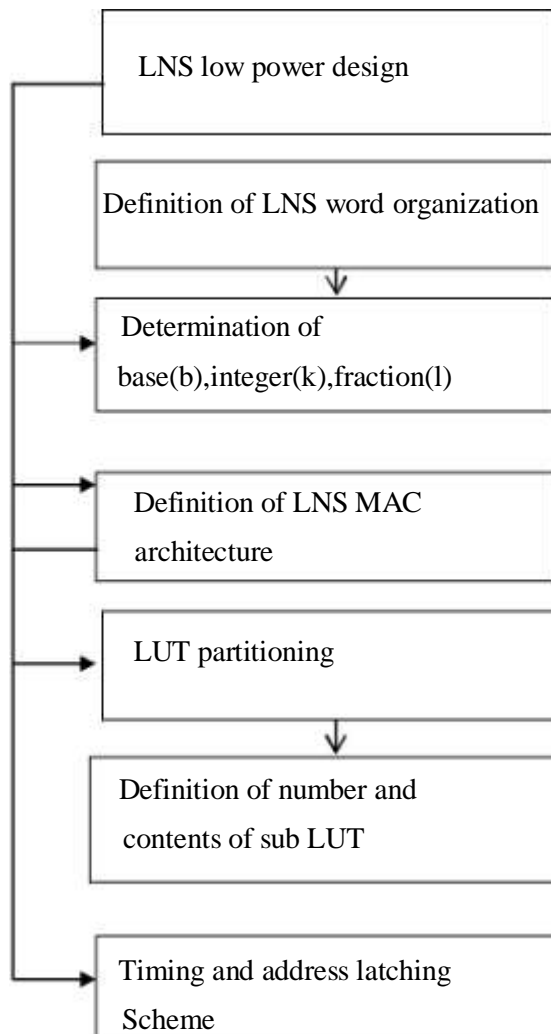 LNS low power design
Definition of LNS word organization
Determination of
base(b),integer(k),fraction(l)
Definition of LNS MAC
architecture
LUT partitioning
Definition of number and
contents of sub LUT
Timing and address latching
Scheme